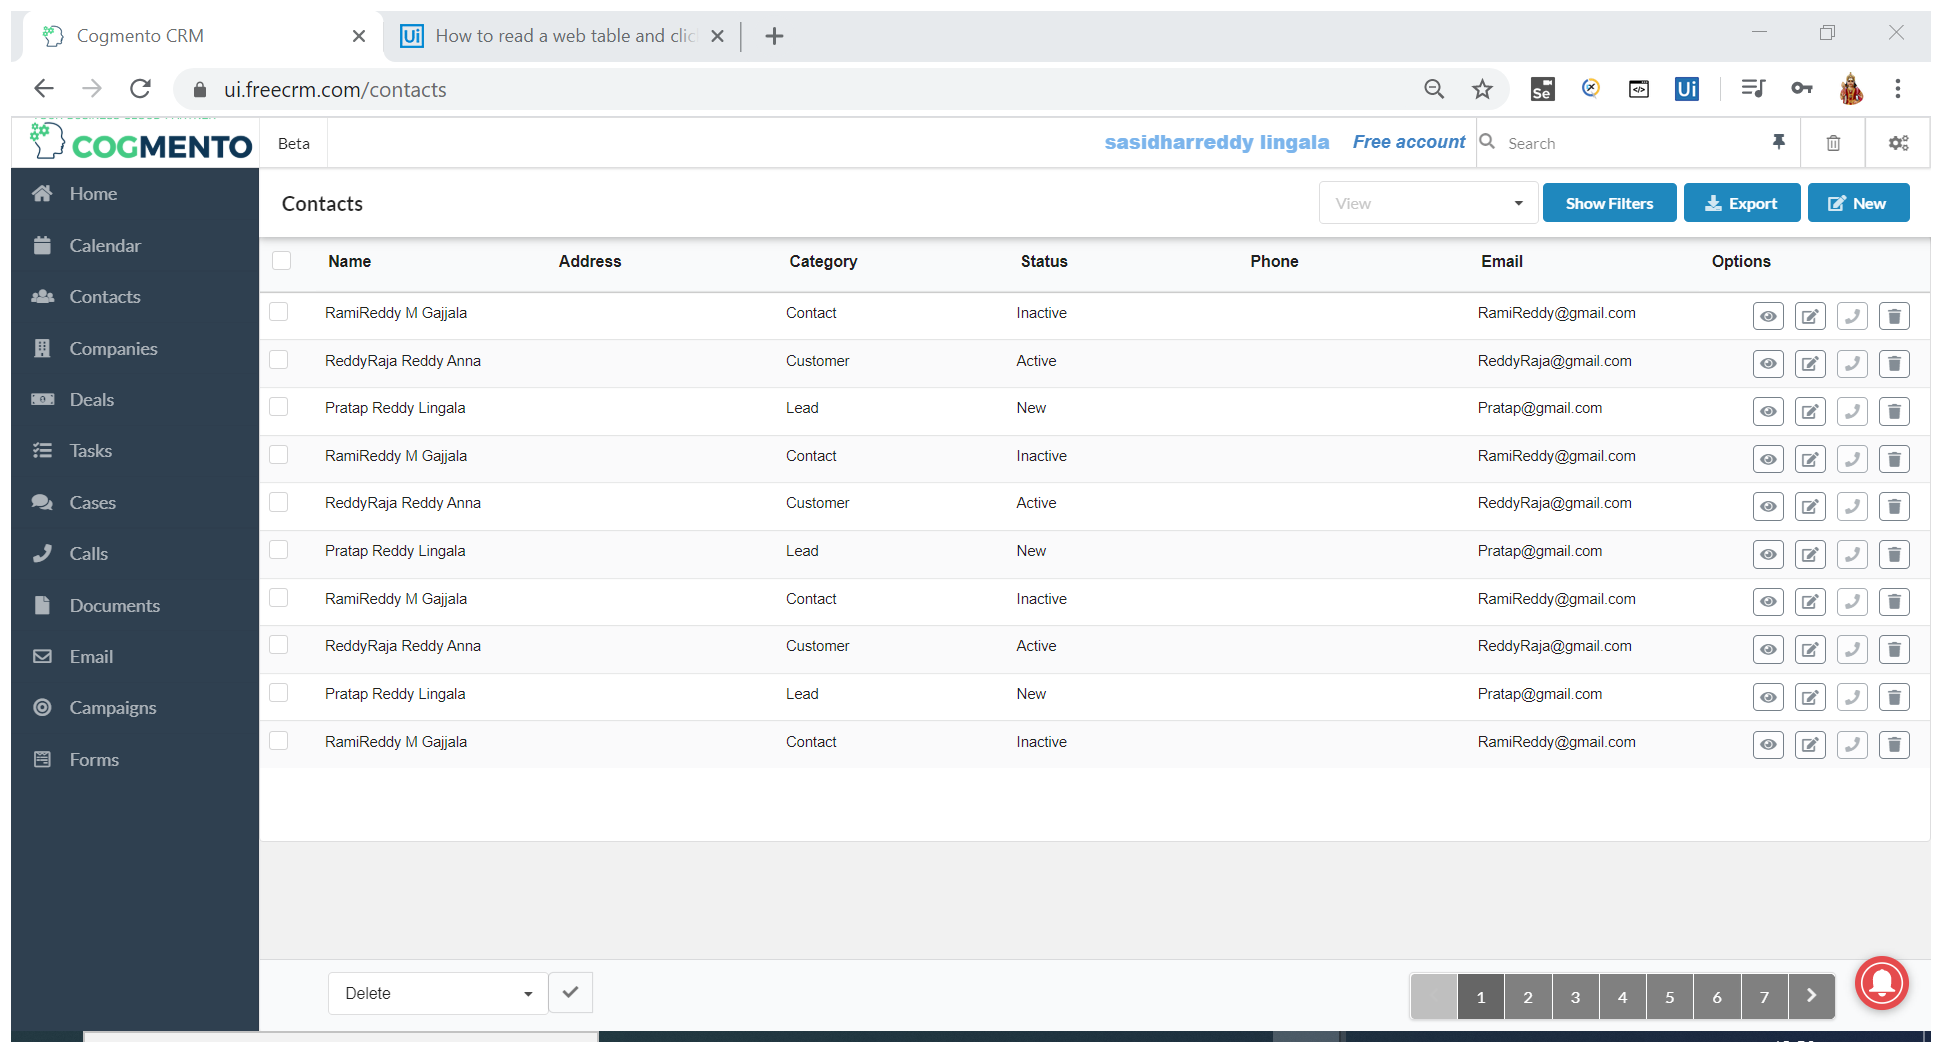 Cogmento CRM
Ui How to read a web table and clic
ui.freecrm.com/contacts
Se Ui
COGMENTO Beta sasidharreddy lingala Free account Search
Home
Calendar
Contacts
Companies
Deals
Tasks
Cases
Calls
Documents
Email
Campaigns
Forms
Contacts View Show Filters Export New
Name Address Category Status Phone Email Options
RamiReddy M Gajjala Contact Inactive RamiReddy@gmail.com
ReddyRaja Reddy Anna Customer Active ReddyRaja@gmail.com
Pratap Reddy Lingala Lead New Pratap@gmail.com
RamiReddy M Gajjala Contact Inactive RamiReddy@gmail.com
ReddyRaja Reddy Anna Customer Active ReddyRaja@gmail.com
Pratap Reddy Lingala Lead New Pratap@gmail.com
RamiReddy M Gajjala Contact Inactive RamiReddy@gmail.com
ReddyRaja Reddy Anna Customer Active ReddyRaja@gmail.com
Pratap Reddy Lingala Lead New Pratap@gmail.com
RamiReddy M Gajjala Contact Inactive RamiReddy@gmail.com
Delete 1 2 3 4 5 6 7